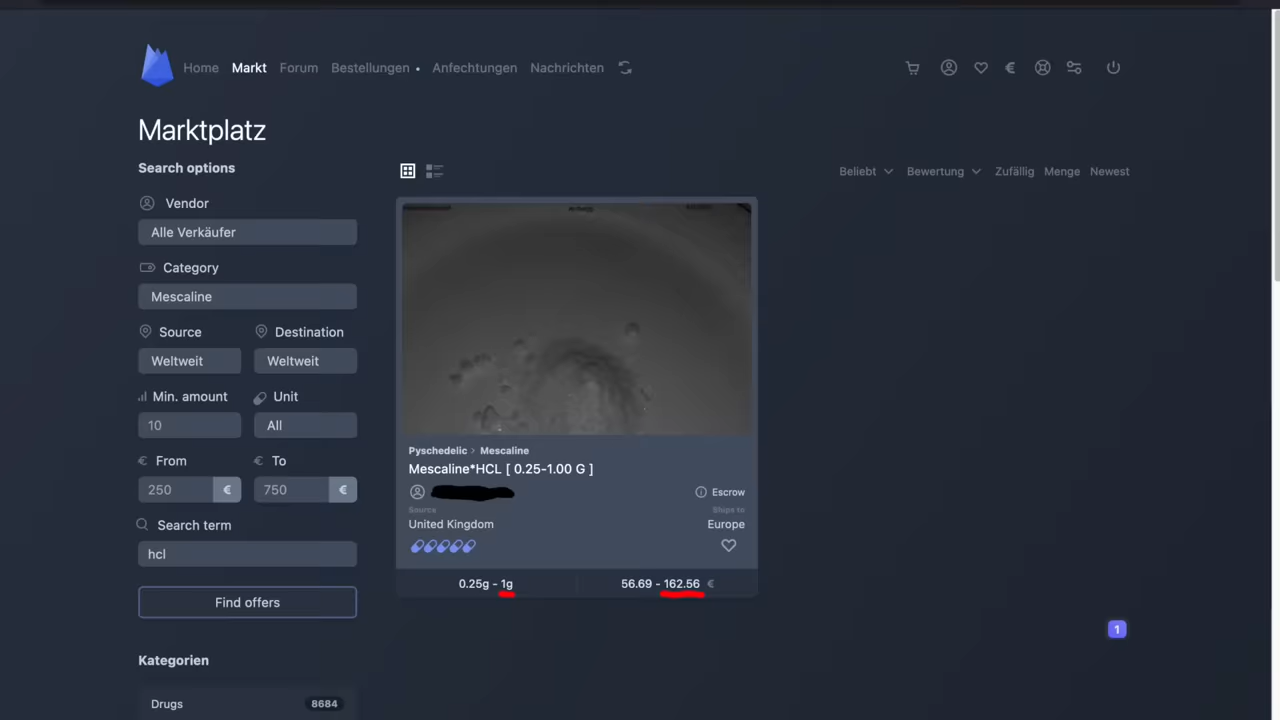 Home Markt Forum Bestellungen • Anfechtungen Nachrichten
Marktplatz
Search options
Beliebt Bewertung Zufällig Menge Newest
Vendor
Alle Verkäufer
Category
Mescaline
Source Destination
Weltweit Weltweit
Min. amount Unit
10 All
€ From € To
250 € 750 €
Search term
hcl
Find offers
Kategorien
Drugs 8684
Pyschedelic > Mescaline
Mescaline*HCL [ 0.25-1.00 G ]
Escrow
Source Ships to
United Kingdom Europe
0.25g - 1g 56.69 - 162.56 €
1